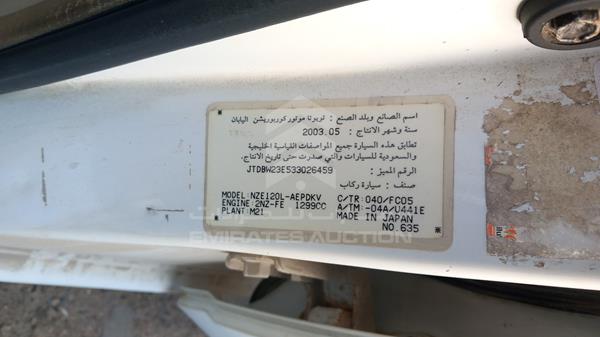 اسم الصانع وبلد الصنع : تويوتا موتور كوربوريشن اليابان
سنة وشهر الانتاج : 2003.05
تطابق هذه السيارة جميع المواصفات القياسية الخليجية
والسعودية للسيارات والتي صدرت حتى تاريخ الانتاج.
الرقم المميز : JTDBW23E533026459
صنف : سيارة ركاب
MODEL: NZE120L-AEPDKV C/TR: 040/FC05
ENGINE: 2NZ-FE 1299CC A/TM: -04A/U441E
PLANT: M21 MADE IN JAPAN
NO.635
EMIRATES AUCTION